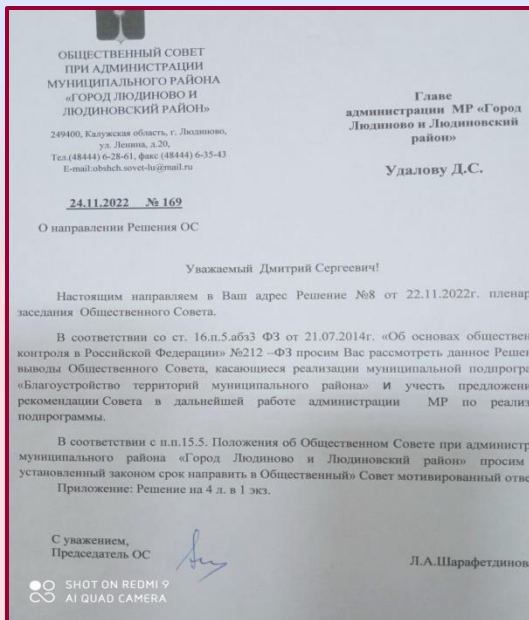 ОБЩЕСТВЕННЫЙ СОВЕТ
ПРИ АДМИНИСТРАЦИИ
МУНИЦИПАЛЬНОГО РАЙОНА
«ГОРОД ЛЮДИНОВО И
ЛЮДИНОВСКИЙ РАЙОН»
249400, Калужская область, г. Людиново,
ул. Ленина, д.20,
Тел.(48444) 6-28-61, факс (48444) 6-35-43
E-mail:obshch.sovet-lu@mail.ru
24.11.2022 № 169
О направлении Решения ОС
Главе
администрации МР «Город
Людиново и Людиновский
район»
Удалову Д.С.
Уважаемый Дмитрий Сергеевич!
Настоящим направляем в Ваш адрес Решение №8 от 22.11.2022г. пленар
заседания Общественного Совета.
В соответствии со ст. 16.п.5.абз3 ФЗ от 21.07.2014г. «Об основах обществен
контроля в Российской Федерации» №212 –ФЗ просим Вас рассмотреть данное Решен
выводы Общественного Совета, касающиеся реализации муниципальной подпрогра
«Благоустройство территорий муниципального района» и учесть предложен
рекомендации Совета в дальнейшей работе администрации МР по реализ
подпрограммы.
В соответствии с п.п.15.5. Положения об Общественном Совете при администр
муниципального района «Город Людиново и Людиновский район» просим
установленный законом срок направить в Общественный» Совет мотивированный отве
Приложение: Решение на 4 л. в 1 экз.
С уважением,
Председатель ОС
Л.А.Шарафетдинов
SHOT ON REDMI 9
AI QUAD CAMERA